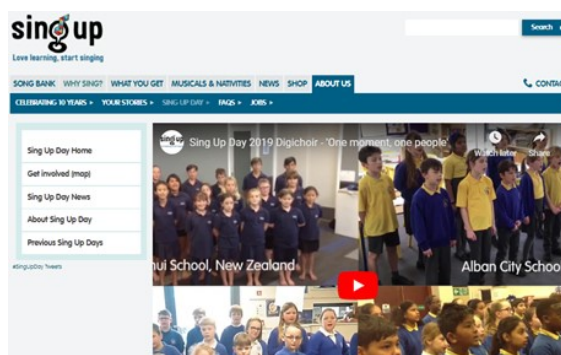 sing up
Search
Love learning, start singing
SONG BANK WHY SING? WHAT YOU GET MUSICALS & NATIVITIES NEWS SHOP ABOUT US
CELEBRATING 10 YEARS YOUR STORIES SING UP DAY FAQS JOBS
Sing Up Day Home
Get involved (map)
Sing Up Day News
About Sing Up Day
Previous Sing Up Days
#SingUpDay Tweets
sing up
Sing Up Day 2019 Digichoir - 'One moment, one people'
Watch later Share
School, New Zealand
Alban City